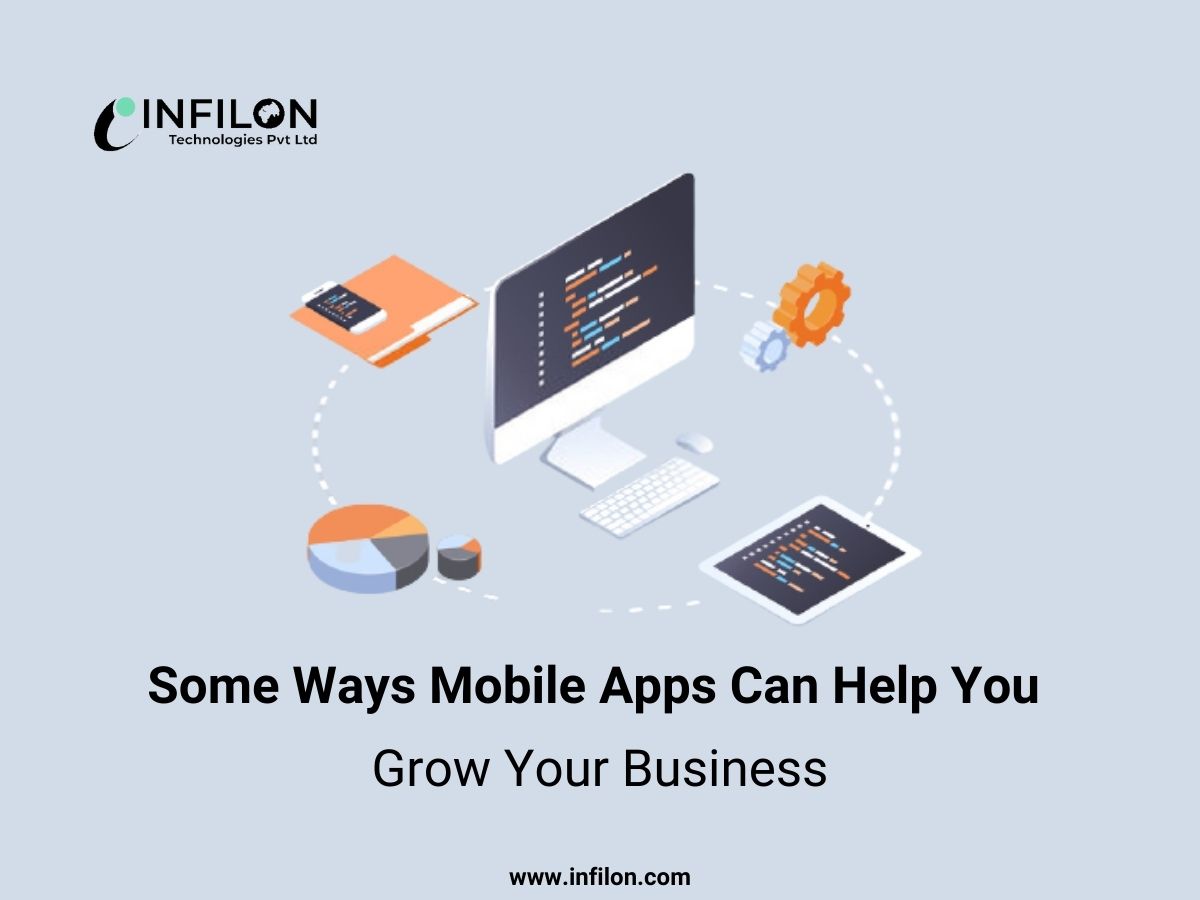 INFILON
Technologies Pvt Ltd
Some Ways Mobile Apps Can Help You
Grow Your Business
www.infilon.com